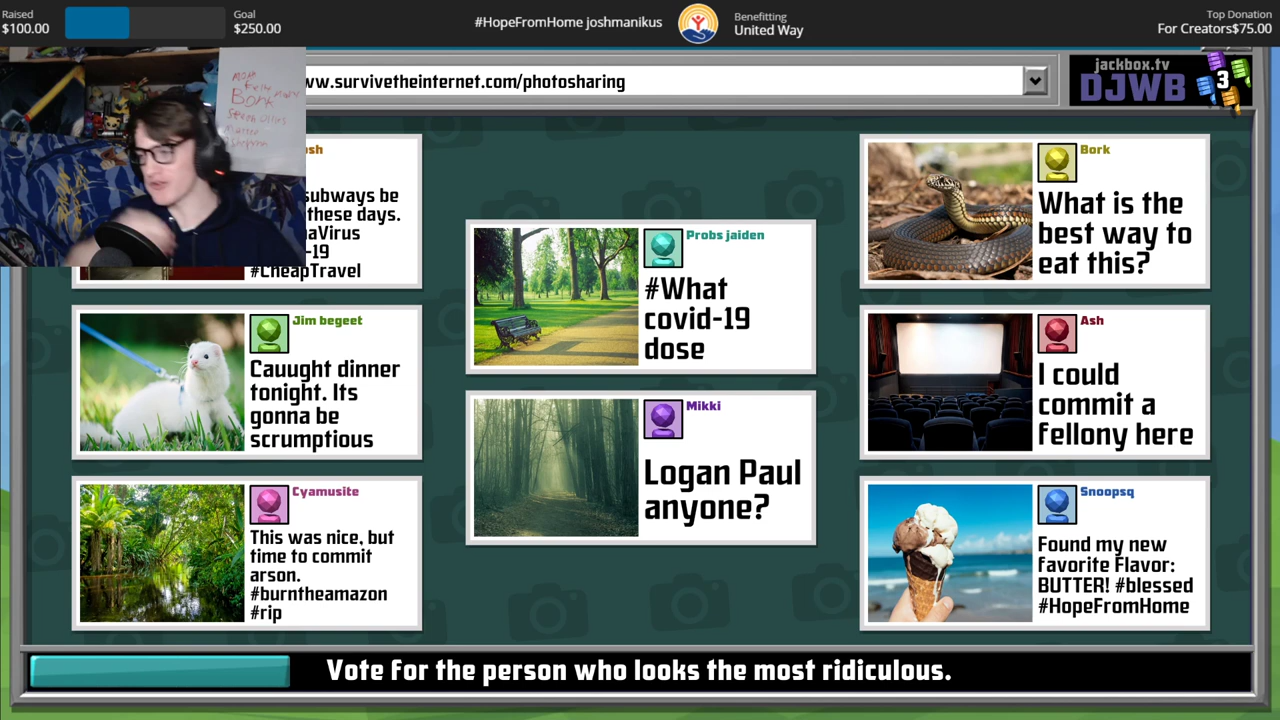 Raised
$100.00
Goal
$250.00
#HopeFromHome joshmanikus
Benefitting
United Way
Top Donation
For Creators$75.00
ww.survivetheinternet.com/photosharing
jackbox.tv
DJWB
3
Bork
sh
subways be
these days.
aVirus
-19
#CheapTravel
Probs jaiden
#What
covid-19
dose
Bork
What is the
best way to
eat this?
Jim begeet
Cauught dinner
tonight. Its
gonna be
scrumptious
Mikki
Logan Paul
anyone?
Ash
I could
commit a
fellony here
Cyamusite
This was nice, but
time to commit
arson.
#burntheamazon
#rip
Snoopsq
Found my new
favorite Flavor:
BUTTER! #blessed
#HopeFromHome
Vote for the person who looks the most ridiculous.